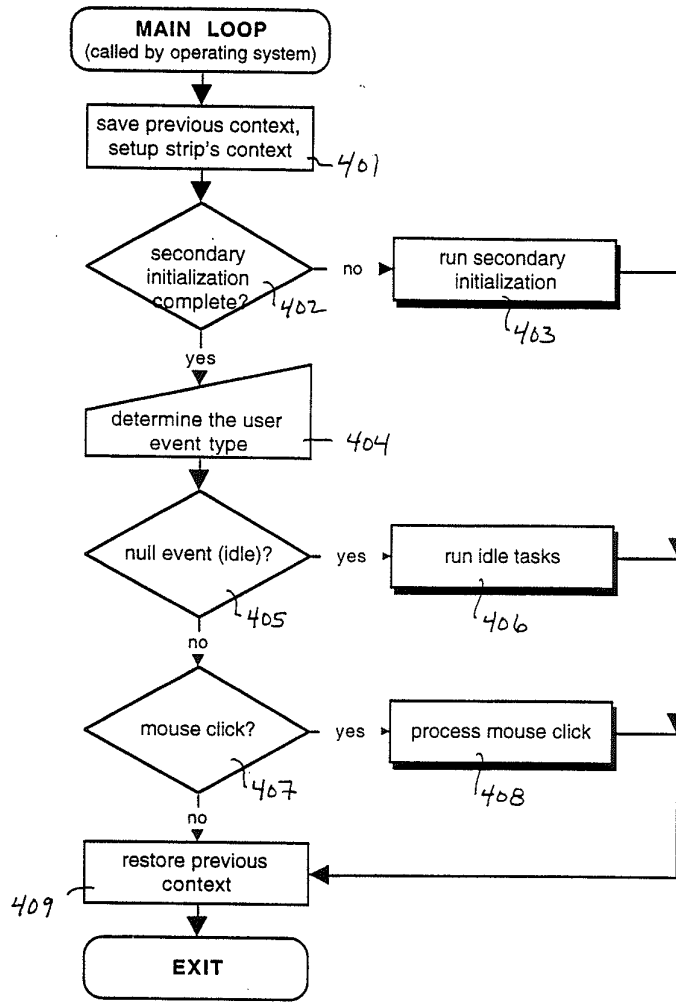 MAIN LOOP
(called by operating system)
save previous context,
setup strip's context
401
secondary
initialization
complete?
402
no
run secondary
initialization
403
yes
determine the user
event type
404
null event (idle)?
405
yes
run idle tasks
406
no
mouse click?
407
yes
process mouse click
408
no
restore previous
context
409
EXIT